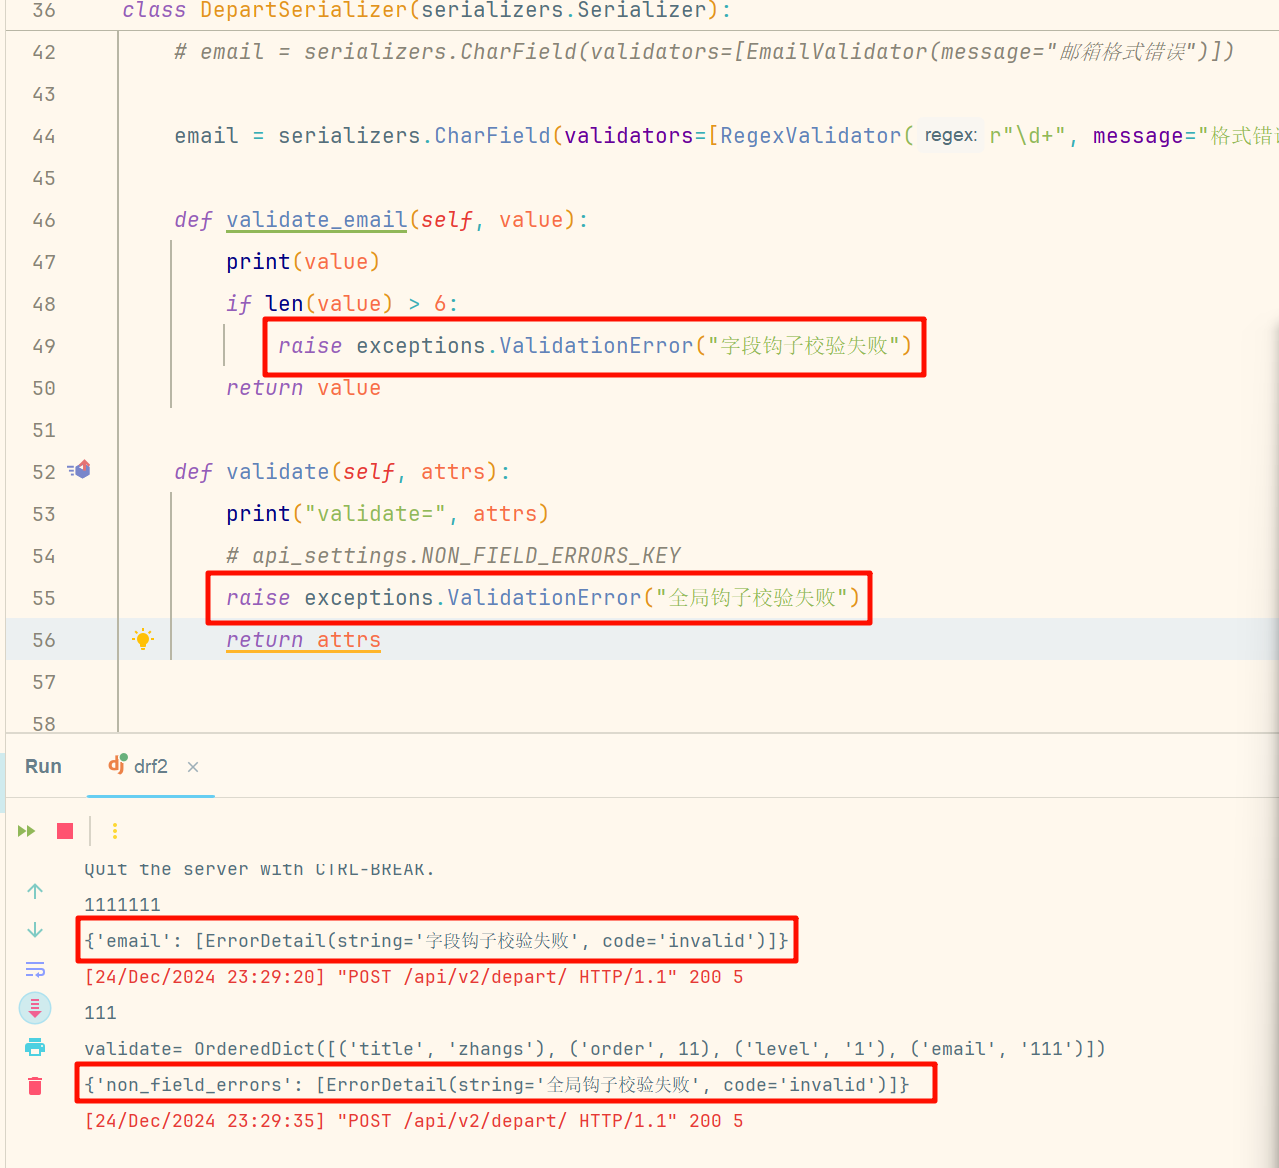 36 class DepartSerializer(serializers.Serializer):
42 # email = serializers.CharField(validators=[EmailValidator(message="邮箱格式错误")])
43
44 email = serializers.CharField(validators=[RegexValidator( regex: r"\d+", message="格式错
45
46 def validate_email(self, value):
47 print(value)
48 if len(value) > 6:
49 raise exceptions.ValidationError("字段钩子校验失败")
50 return value
51
52 def validate(self, attrs):
53 print("validate=", attrs)
54 # api_settings.NON_FIELD_ERRORS_KEY
55 raise exceptions.ValidationError("全局钩子校验失败")
56 return attrs
57
58
Run drf2
Quit the server with CTRL-BREAK.
1111111
{'email': [ErrorDetail(string='字段钩子校验失败', code='invalid')]}
[24/Dec/2024 23:29:20] "POST /api/v2/depart/ HTTP/1.1" 200 5
111
validate= OrderedDict([('title', 'zhangs'), ('order', 11), ('level', '1'), ('email', '111')])
{'non_field_errors': [ErrorDetail(string='全局钩子校验失败', code='invalid')]}
[24/Dec/2024 23:29:35] "POST /api/v2/depart/ HTTP/1.1" 200 5